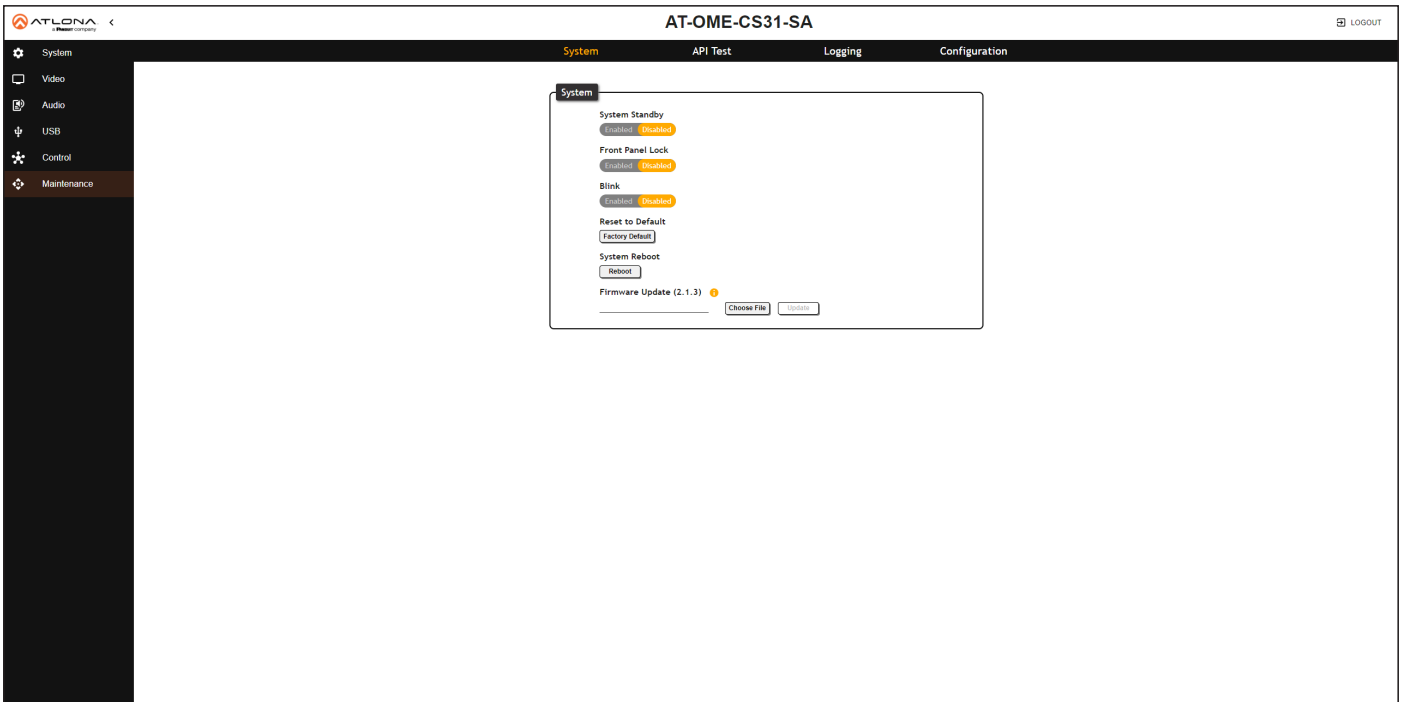 ATLONA
a Panduit company
AT-OME-CS31-SA
LOGOUT
System
Video
Audio
USB
Control
Maintenance
System API Test Logging Configuration
System
System Standby
Enabled Disabled
Front Panel Lock
Enabled Disabled
Blink
Enabled Disabled
Reset to Default
Factory Default
System Reboot
Reboot
Firmware Update (2.1.3)
Choose File Update